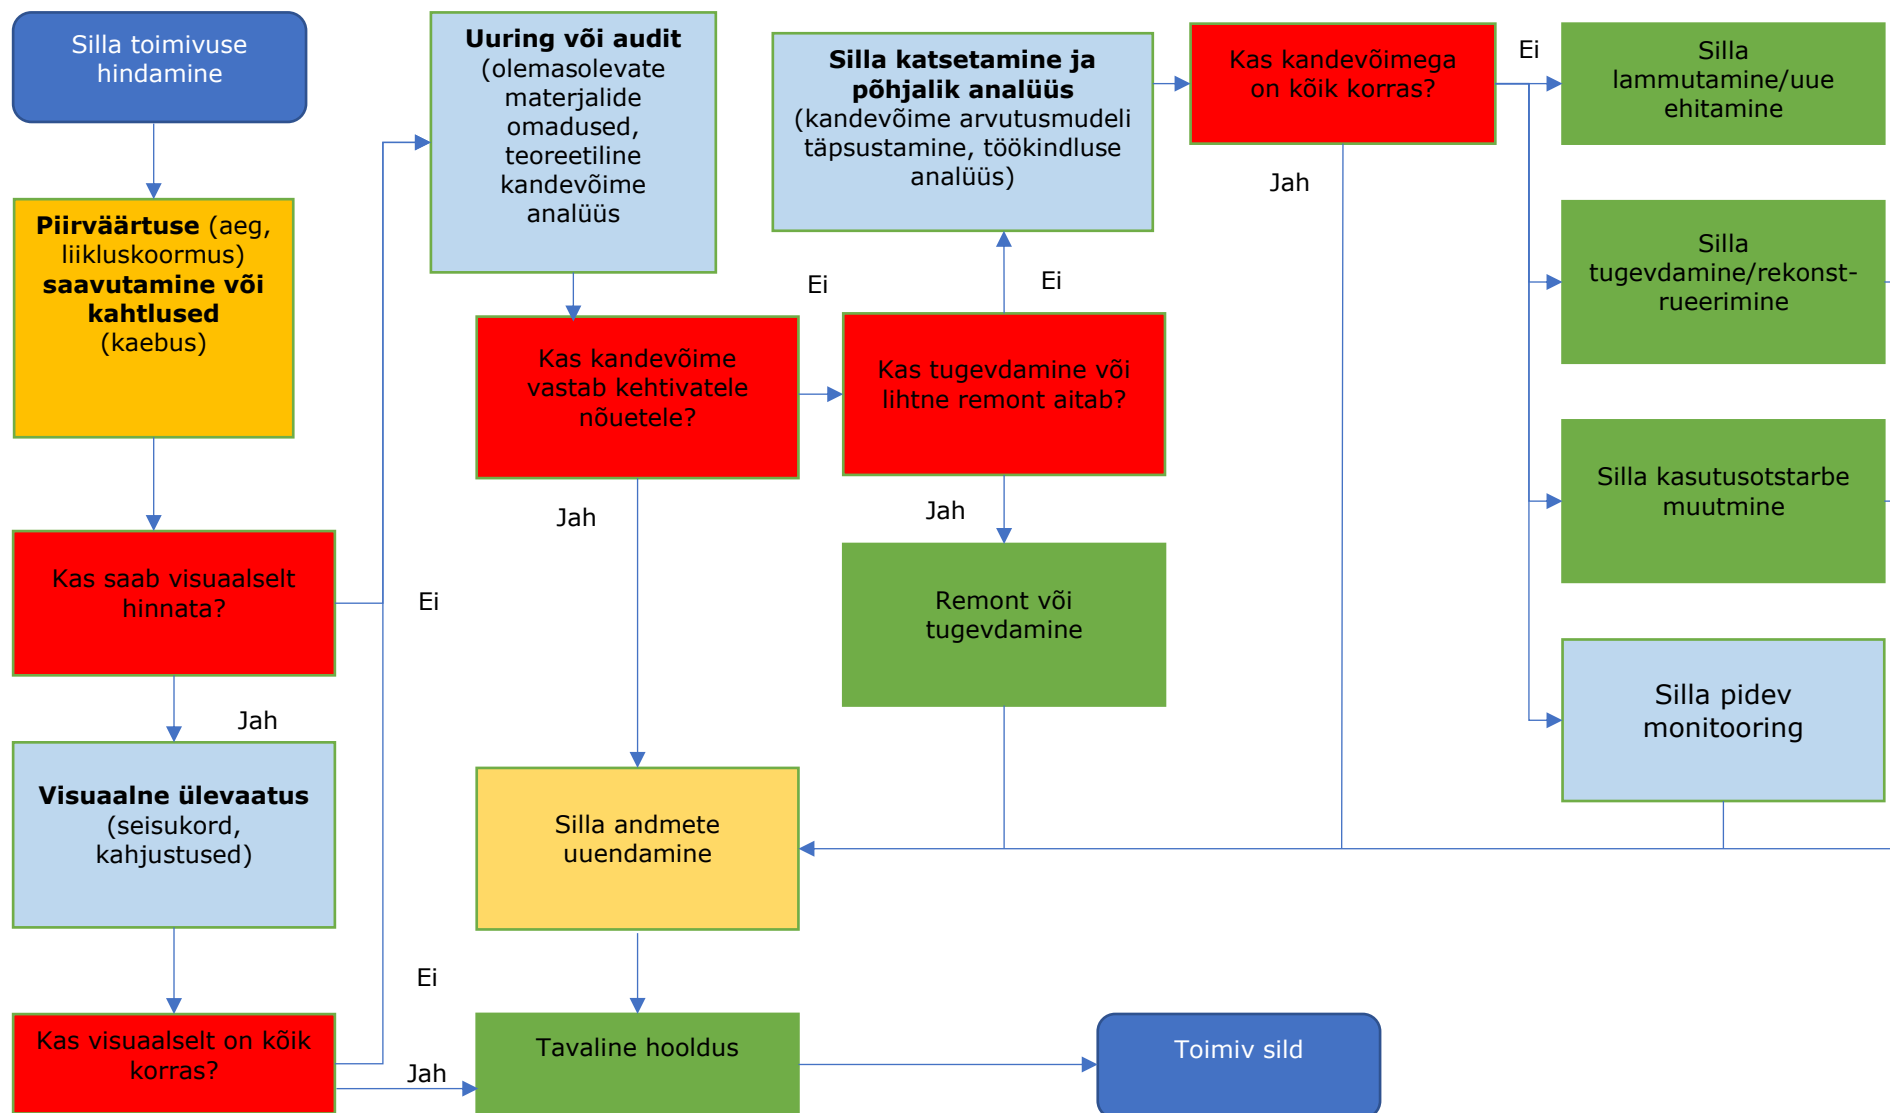 Silla toimivuse
hindamine
Piirväärtuse (aeg,
liikluskoormus)
saavutamine või
kahtlused
(kaebus)
Kas saab visuaalselt
hinnata?
Ei
Jah
Visuaalne ülevaatus
(seisukord,
kahjustused)
Kas visuaalselt on kõik
korras?
Ei
Jah
Uuring või audit
(olemasolevate
materjalide
omadused,
teoreetiline
kandevõime
analüüs
Kas kandevõime
vastab kehtivatele
nõuetele?
Ei
Jah
Silla andmete
uuendamine
Tavaline hooldus
Toimiv sild
Silla katsetamine ja
põhjalik analüüs
(kandevõime arvutusmudeli
täpsustamine, töökindluse
analüüs)
Ei
Kas tugevdamine või
lihtne remont aitab?
Jah
Remont või
tugevdamine
Kas kandevõimega
on kõik korras?
Ei
Jah
Silla
lammutamine/uue
ehitamine
Silla
tugevdamine/rekonst-
rueerimine
Silla kasutusotstarbe
muutmine
Silla pidev
monitooring